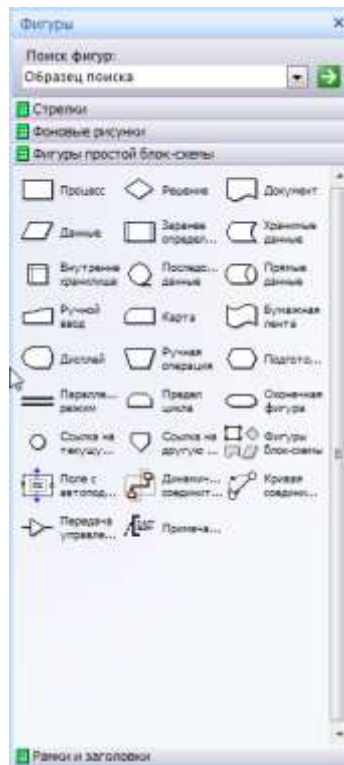 Фигуры
Поиск фигур:
Образец поиска
Стрелки
Фоновые рисунки
Фигуры простой блок-схемы
Процесс
Решение
Документ
Данные
Заранее
определ...
Хранимые
данные
Внутреннее
хранилище
Последо...
данные
Прямые
данные
Ручной
ввод
Карта
Бумажная
лента
Дисплей
Ручная
операция
Подгото...
Паралле...
режим
Предел
цикла
Оконечная
фигура
Ссылка на
текущу...
Ссылка на
другую ...
Фигуры
блок-схемы
Поле с
автопод...
Динамич...
соединит...
Кривая
соедини...
Передача
управле...
Примеча...
Рамки и заголовки